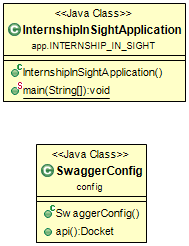 <<Java Class>>
InternshipInSightApplication
app.INTERNSHIP_IN_SIGHT
InternshipInSightApplication()
main(String[]):void
<<Java Class>>
SwaggerConfig
config
SwaggerConfig()
api():Docket